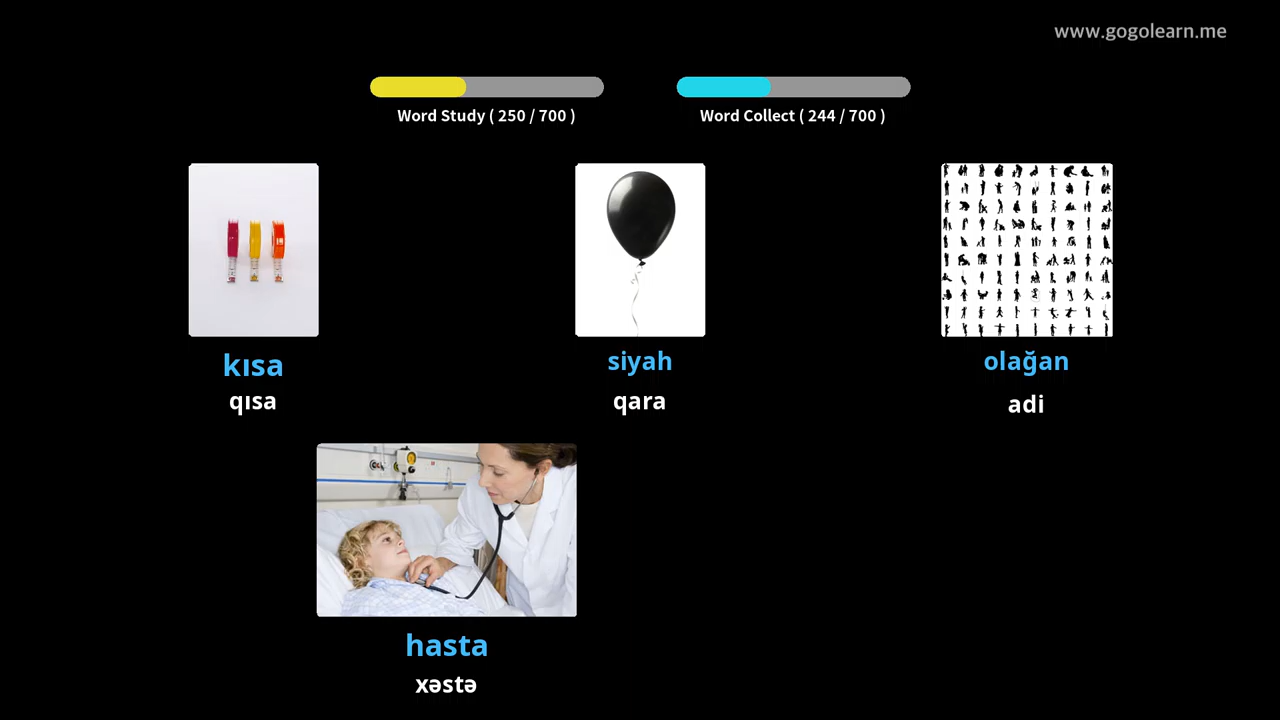 www.gogolearn.me
Word Study ( 250 / 700 )
Word Collect ( 244 / 700 )
kısa
qısa
siyah
qara
olağan
adi
hasta
xəstə